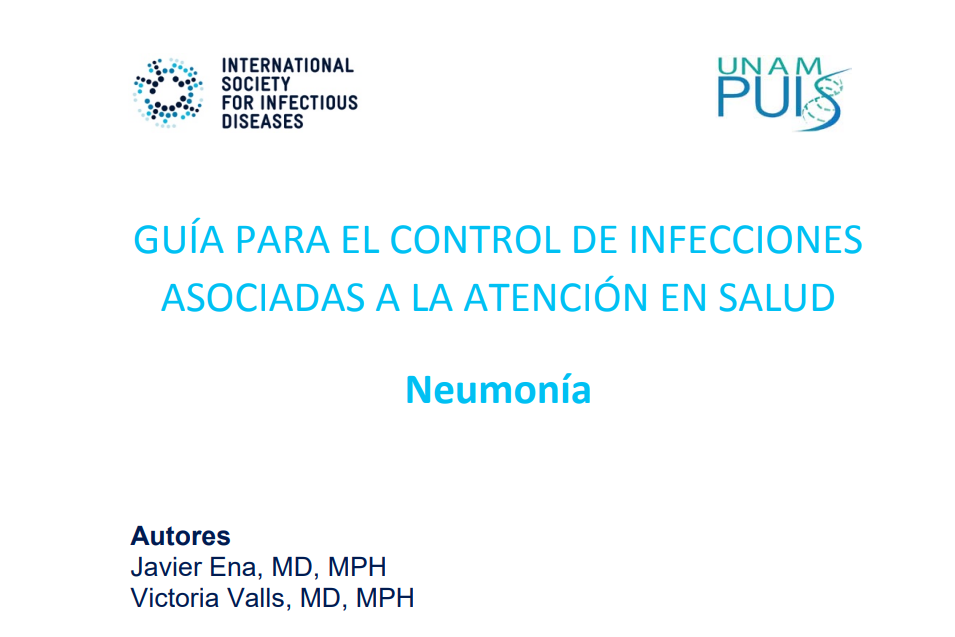 INTERNATIONAL
SOCIETY
FOR INFECTIOUS
DISEASES
UNAM
PUIS
GUÍA PARA EL CONTROL DE INFECCIONES
ASOCIADAS A LA ATENCIÓN EN SALUD
Neumonía
Autores
Javier Ena, MD, MPH
Victoria Valls, MD, MPH